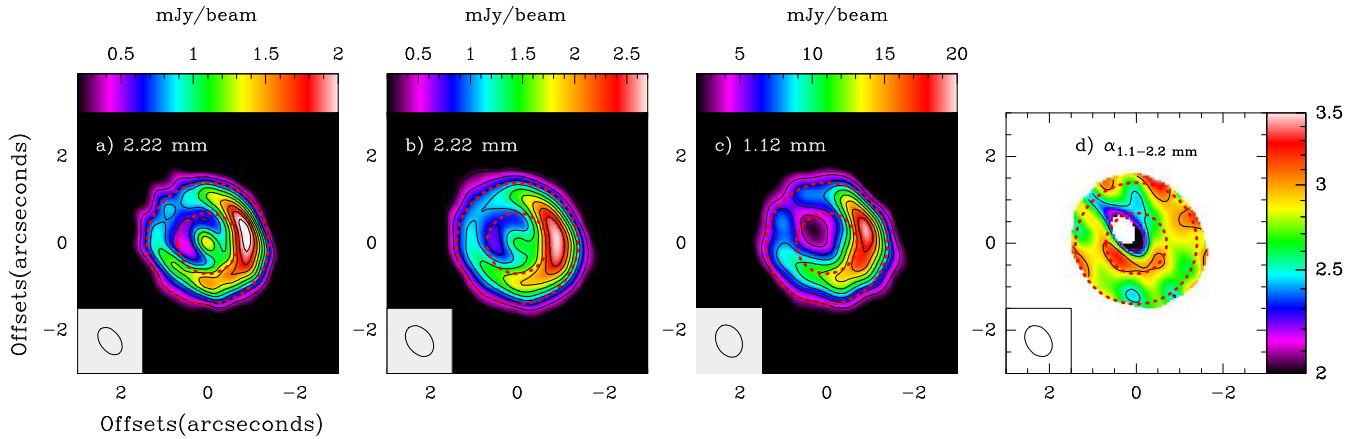 mJy/beam mJy/beam mJy/beam
0.5 1 1.5 2 0.5 1 1.5 2 2.5 5 10 15 20
a) 2.22 mm b) 2.22 mm c) 1.12 mm d) α1.1−2.2 mm
3.5
3
2.5
2
2 2 2 2
0 0 0 0
−2 −2 −2 −2
Offsets(arcseconds)
2 0 −2 2 0 −2 2 0 −2 2 0 −2
Offsets(arcseconds)